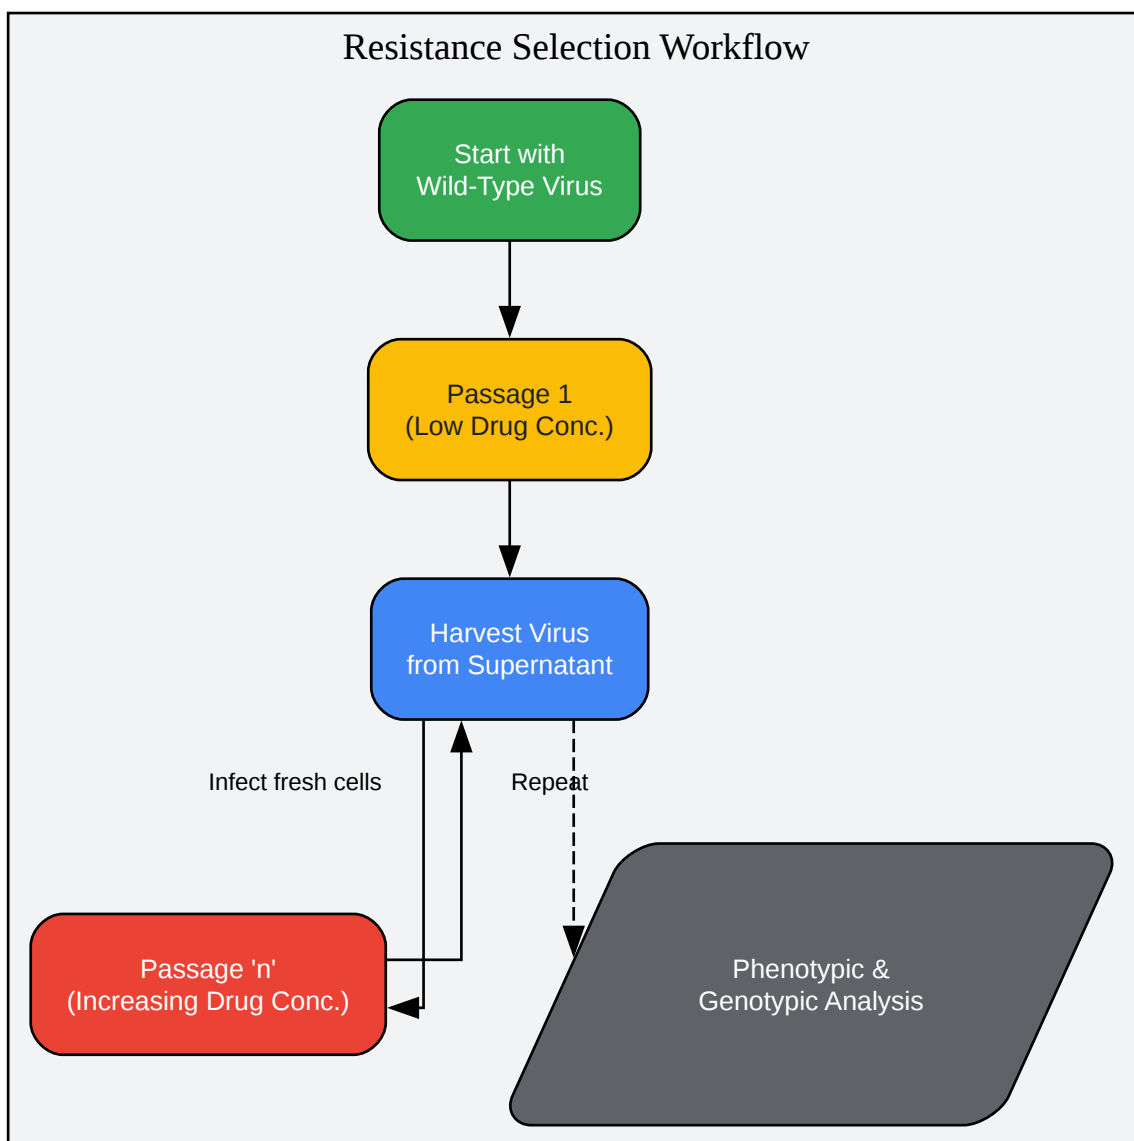 Resistance Selection Workflow
Start with
Wild-Type Virus
Passage 1
(Low Drug Conc.)
Harvest Virus
from Supernatant
Infect fresh cells
Repeat
Passage 'n'
(Increasing Drug Conc.)
Phenotypic &
Genotypic Analysis